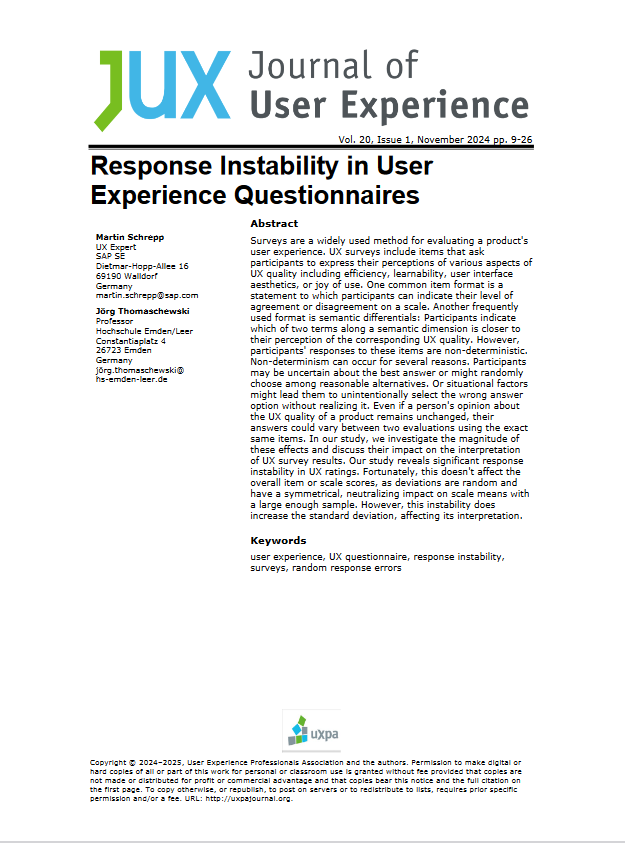 JUX Journal of
User Experience
Vol. 20, Issue 1, November 2024 pp. 9-26
Response Instability in User
Experience Questionnaires
Martin Schrepp
UX Expert
SAP SE
Dietmar-Hopp-Allee 16
69190 Walldorf
Germany
martin.schrepp@sap.com
Jörg Thomaschewski
Professor
Hochschule Emden/Leer
Constantiaplatz 4
26723 Emden
Germany
jörg.thomaschewski@
hs-emden-leer.de
Abstract
Surveys are a widely used method for evaluating a product's
user experience. UX surveys include items that ask
participants to express their perceptions of various aspects of
UX quality including efficiency, learnability, user interface
aesthetics, or joy of use. One common item format is a
statement to which participants can indicate their level of
agreement or disagreement on a scale. Another frequently
used format is semantic differentials: Participants indicate
which of two terms along a semantic dimension is closer to
their perception of the corresponding UX quality. However,
participants' responses to these items are non-deterministic.
Non-determinism can occur for several reasons. Participants
may be uncertain about the best answer or might randomly
choose among reasonable alternatives. Or situational factors
might lead them to unintentionally select the wrong answer
option without realizing it. Even if a person's opinion about
the UX quality of a product remains unchanged, their
answers could vary between two evaluations using the exact
same items. In our study, we investigate the magnitude of
these effects and discuss their impact on the interpretation
of UX survey results. Our study reveals significant response
instability in UX ratings. Fortunately, this doesn't affect the
overall item or scale scores, as deviations are random and
have a symmetrical, neutralizing impact on scale means with
a large enough sample. However, this instability does
increase the standard deviation, affecting its interpretation.
Keywords
user experience, UX questionnaire, response instability,
surveys, random response errors
uxpa
Copyright © 2024–2025, User Experience Professionals Association and the authors. Permission to make digital or
hard copies of all or part of this work for personal or classroom use is granted without fee provided that copies are
not made or distributed for profit or commercial advantage and that copies bear this notice and the full citation on
the first page. To copy otherwise, or republish, to post on servers or to redistribute to lists, requires prior specific
permission and/or a fee. URL: http://uxpajournal.org.